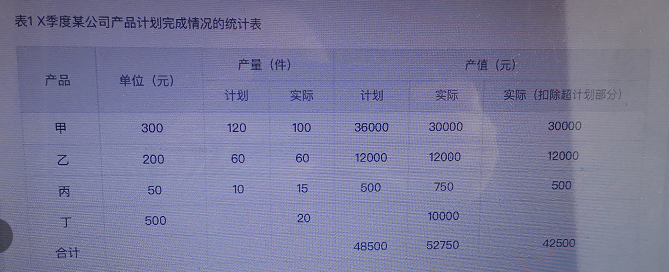 表1 X季度某公司产品计划完成情况的统计表
产品 单位（元） 产量（件） 产值（元）
计划 实际 计划 实际 实际（扣除超计划部分）
甲 300 120 100 36000 30000 30000
乙 200 60 60 12000 12000 12000
丙 50 10 15 500 750 500
丁 500 20 10000
合计 48500 52750 42500